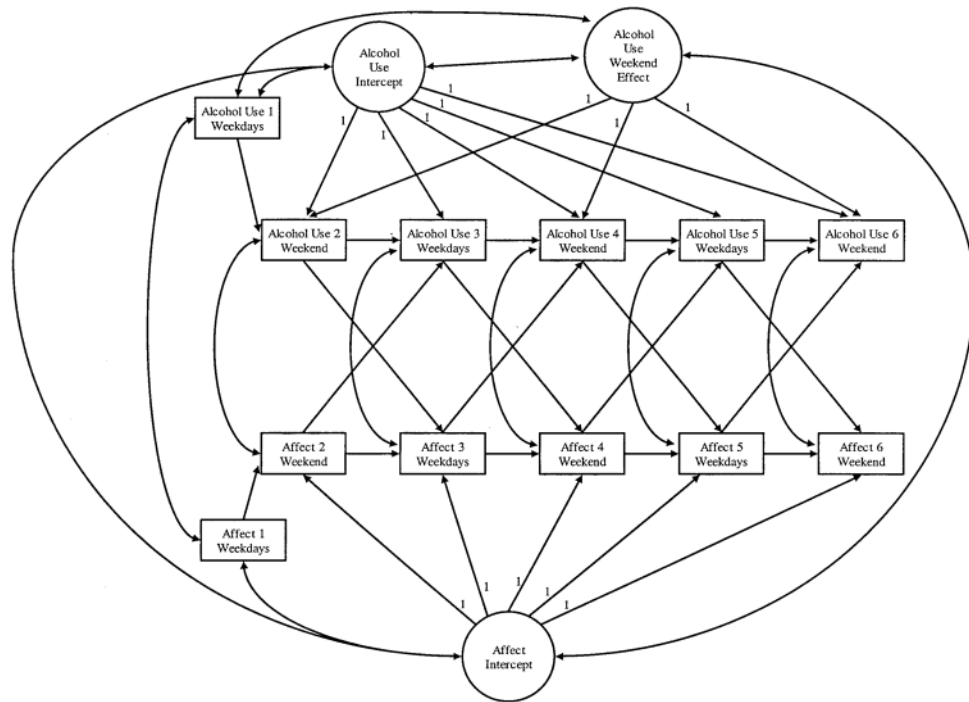 Alcohol
Use
Intercept
Alcohol
Use
Weekend
Effect
Alcohol Use 1
Weekdays
1
1
1
1
1
1
1
1
Alcohol Use 2
Weekend
Alcohol Use 3
Weekdays
Alcohol Use 4
Weekend
Alcohol Use 5
Weekdays
Alcohol Use 6
Weekend
Affect 2
Weekend
Affect 3
Weekdays
Affect 4
Weekend
Affect 5
Weekdays
Affect 6
Weekend
Affect 1
Weekdays
1
1
1
1
1
Affect
Intercept